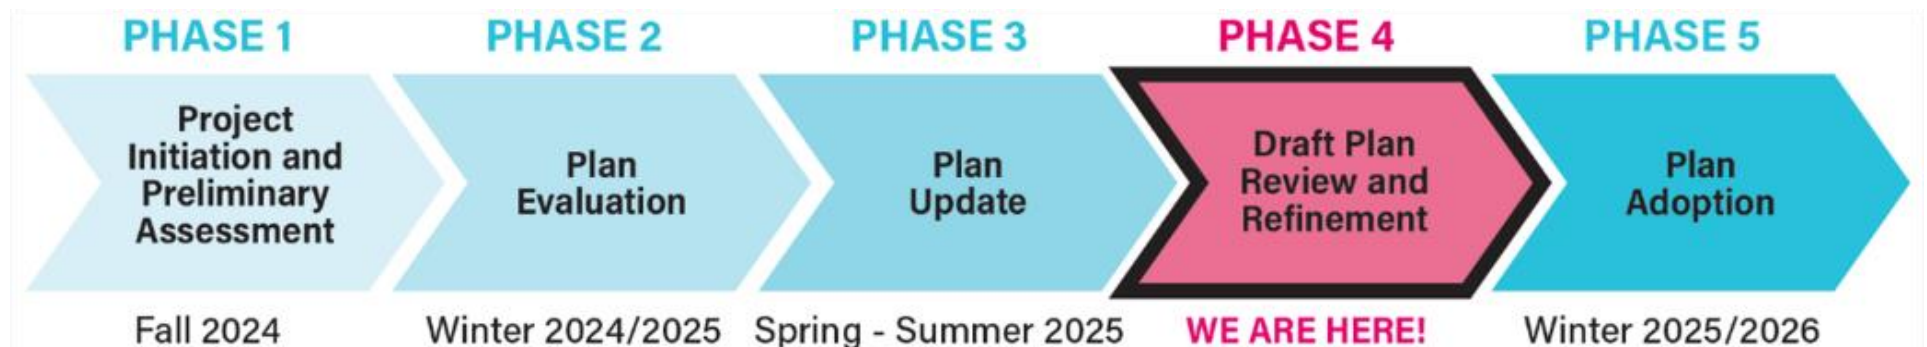 PHASE 1
PHASE 2
PHASE 3
PHASE 4
PHASE 5
Project
Initiation and
Preliminary
Assessment
Plan
Evaluation
Plan
Update
Draft Plan
Review and
Refinement
Plan
Adoption
Fall 2024
Winter 2024/2025
Spring - Summer 2025
WE ARE HERE!
Winter 2025/2026